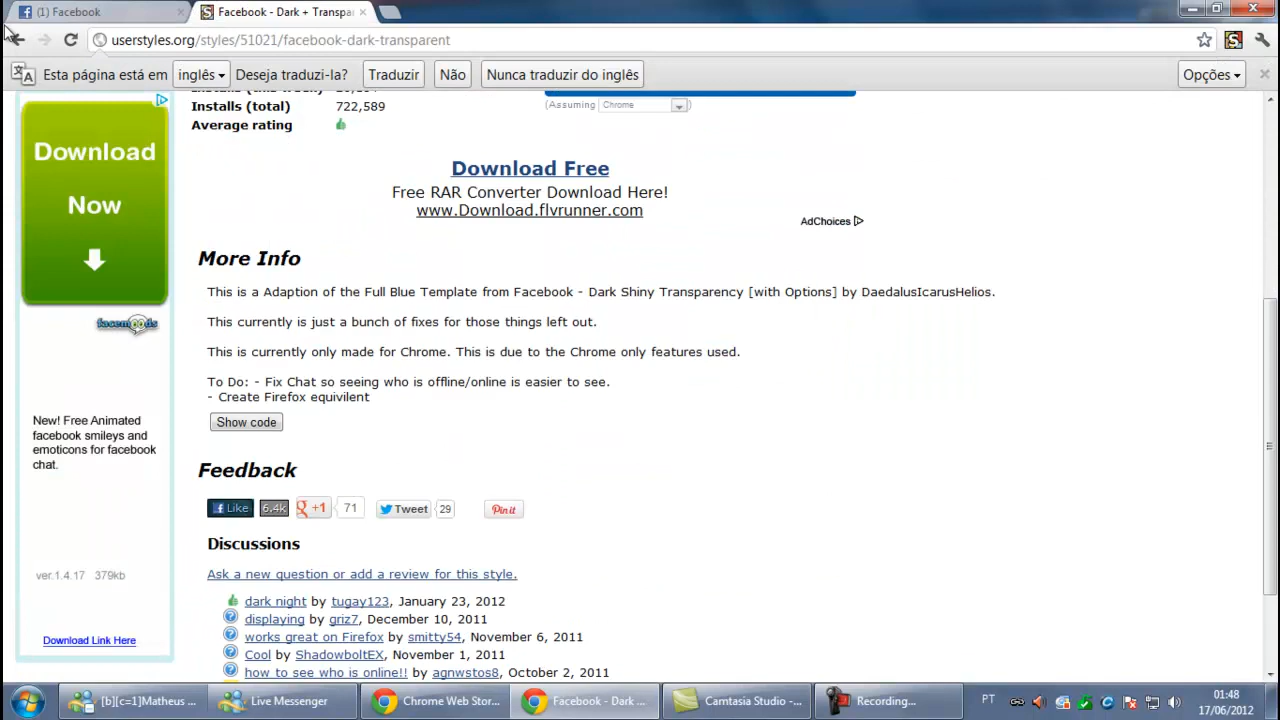 (1) Facebook
Facebook - Dark + Transpa
userstyles.org/styles/51021/facebook-dark-transparent
Esta página está em inglês Deseja traduzi-la? Traduzir Não Nunca traduzir do inglês Opções
Installs (total) 722,589
(Assuming Chrome )
Average rating
Download
Now
Download Free
Free RAR Converter Download Here!
www.Download.flvrunner.com
AdChoices
facemoods
New! Free Animated
facebook smileys and
emoticons for facebook
chat.
ver.1.4.17 379kb
Download Link Here
More Info
This is a Adaption of the Full Blue Template from Facebook - Dark Shiny Transparency [with Options] by DaedalusIcarusHelios.
This currently is just a bunch of fixes for those things left out.
This is currently only made for Chrome. This is due to the Chrome only features used.
To Do: - Fix Chat so seeing who is offline/online is easier to see.
- Create Firefox equivilent
Show code
Feedback
Like 6.4k +1 71 Tweet 29 Pin it
Discussions
Ask a new question or add a review for this style.
dark night by tugay123, January 23, 2012
displaying by griz7, December 10, 2011
works great on Firefox by smitty54, November 6, 2011
Cool by ShadowboltEX, November 1, 2011
how to see who is online!! by agnwstos8, October 2, 2011
[b][c=1]Matheus ... Live Messenger Chrome Web Stor... Facebook - Dark ... Camtasia Studio -... Recording... PT 01:48
17/06/2012